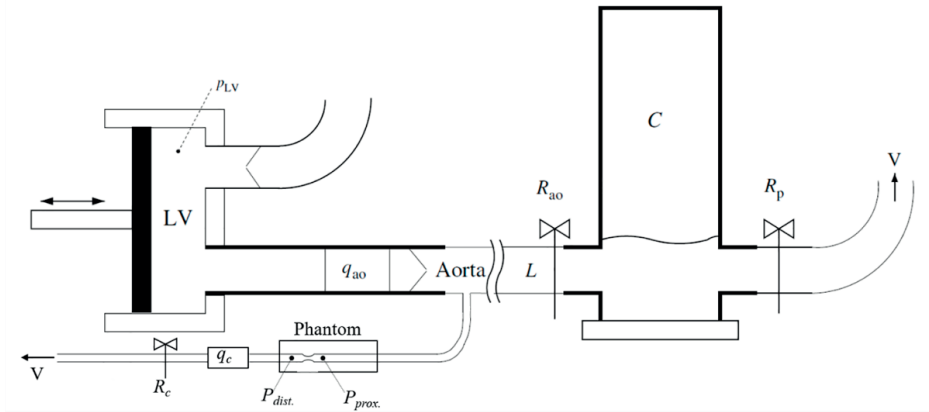 p_LV
C
V
R_ao
R_p
LV
q_ao
Aorta
L
Phantom
q_c
V
R_c
P_dist.
P_prox.